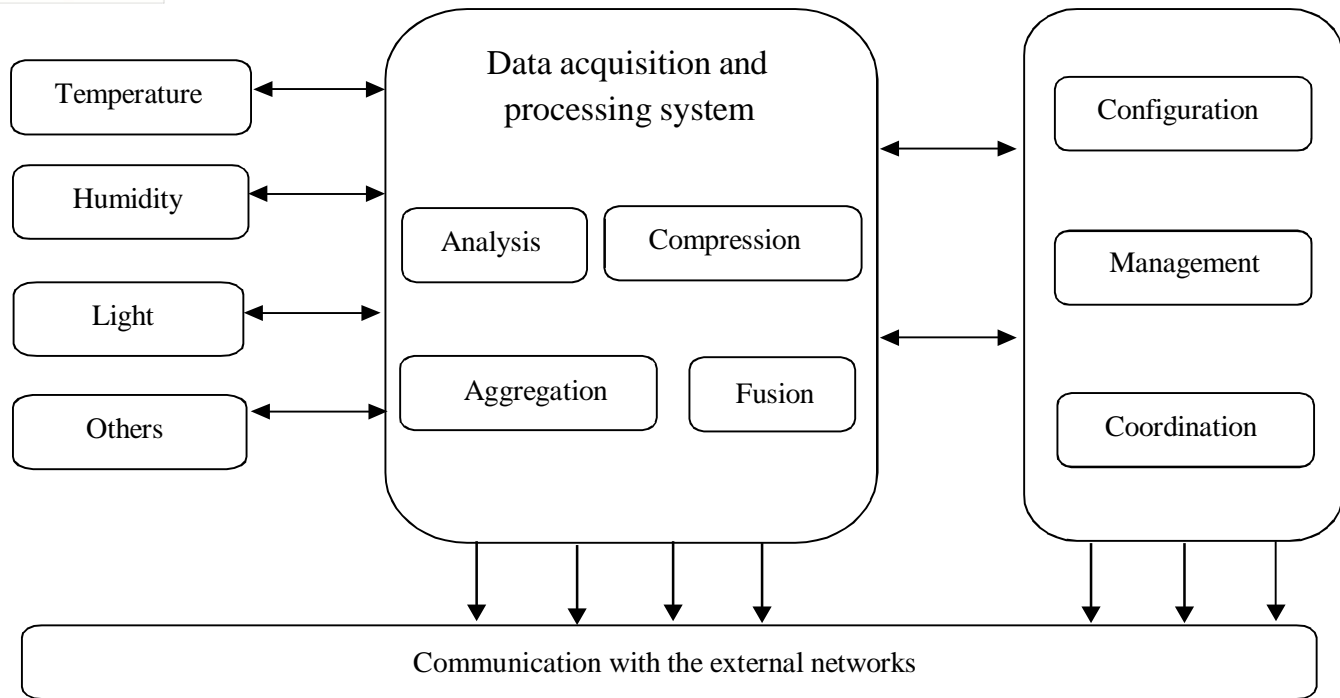 Temperature
Humidity
Light
Others
Data acquisition and
processing system
Analysis
Compression
Aggregation
Fusion
Configuration
Management
Coordination
Communication with the external networks